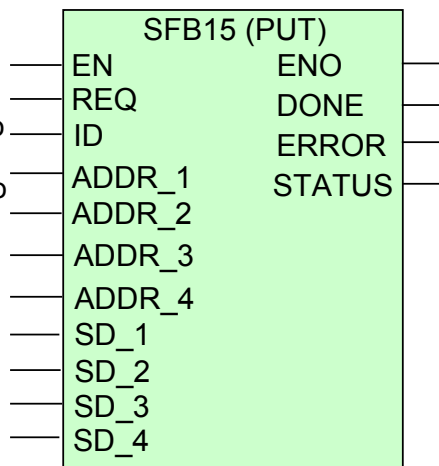 SFB15 (PUT)
EN ENO
REQ DONE
ID ERROR
ADDR_1 STATUS
ADDR_2
ADDR_3
ADDR_4
SD_1
SD_2
SD_3
SD_4